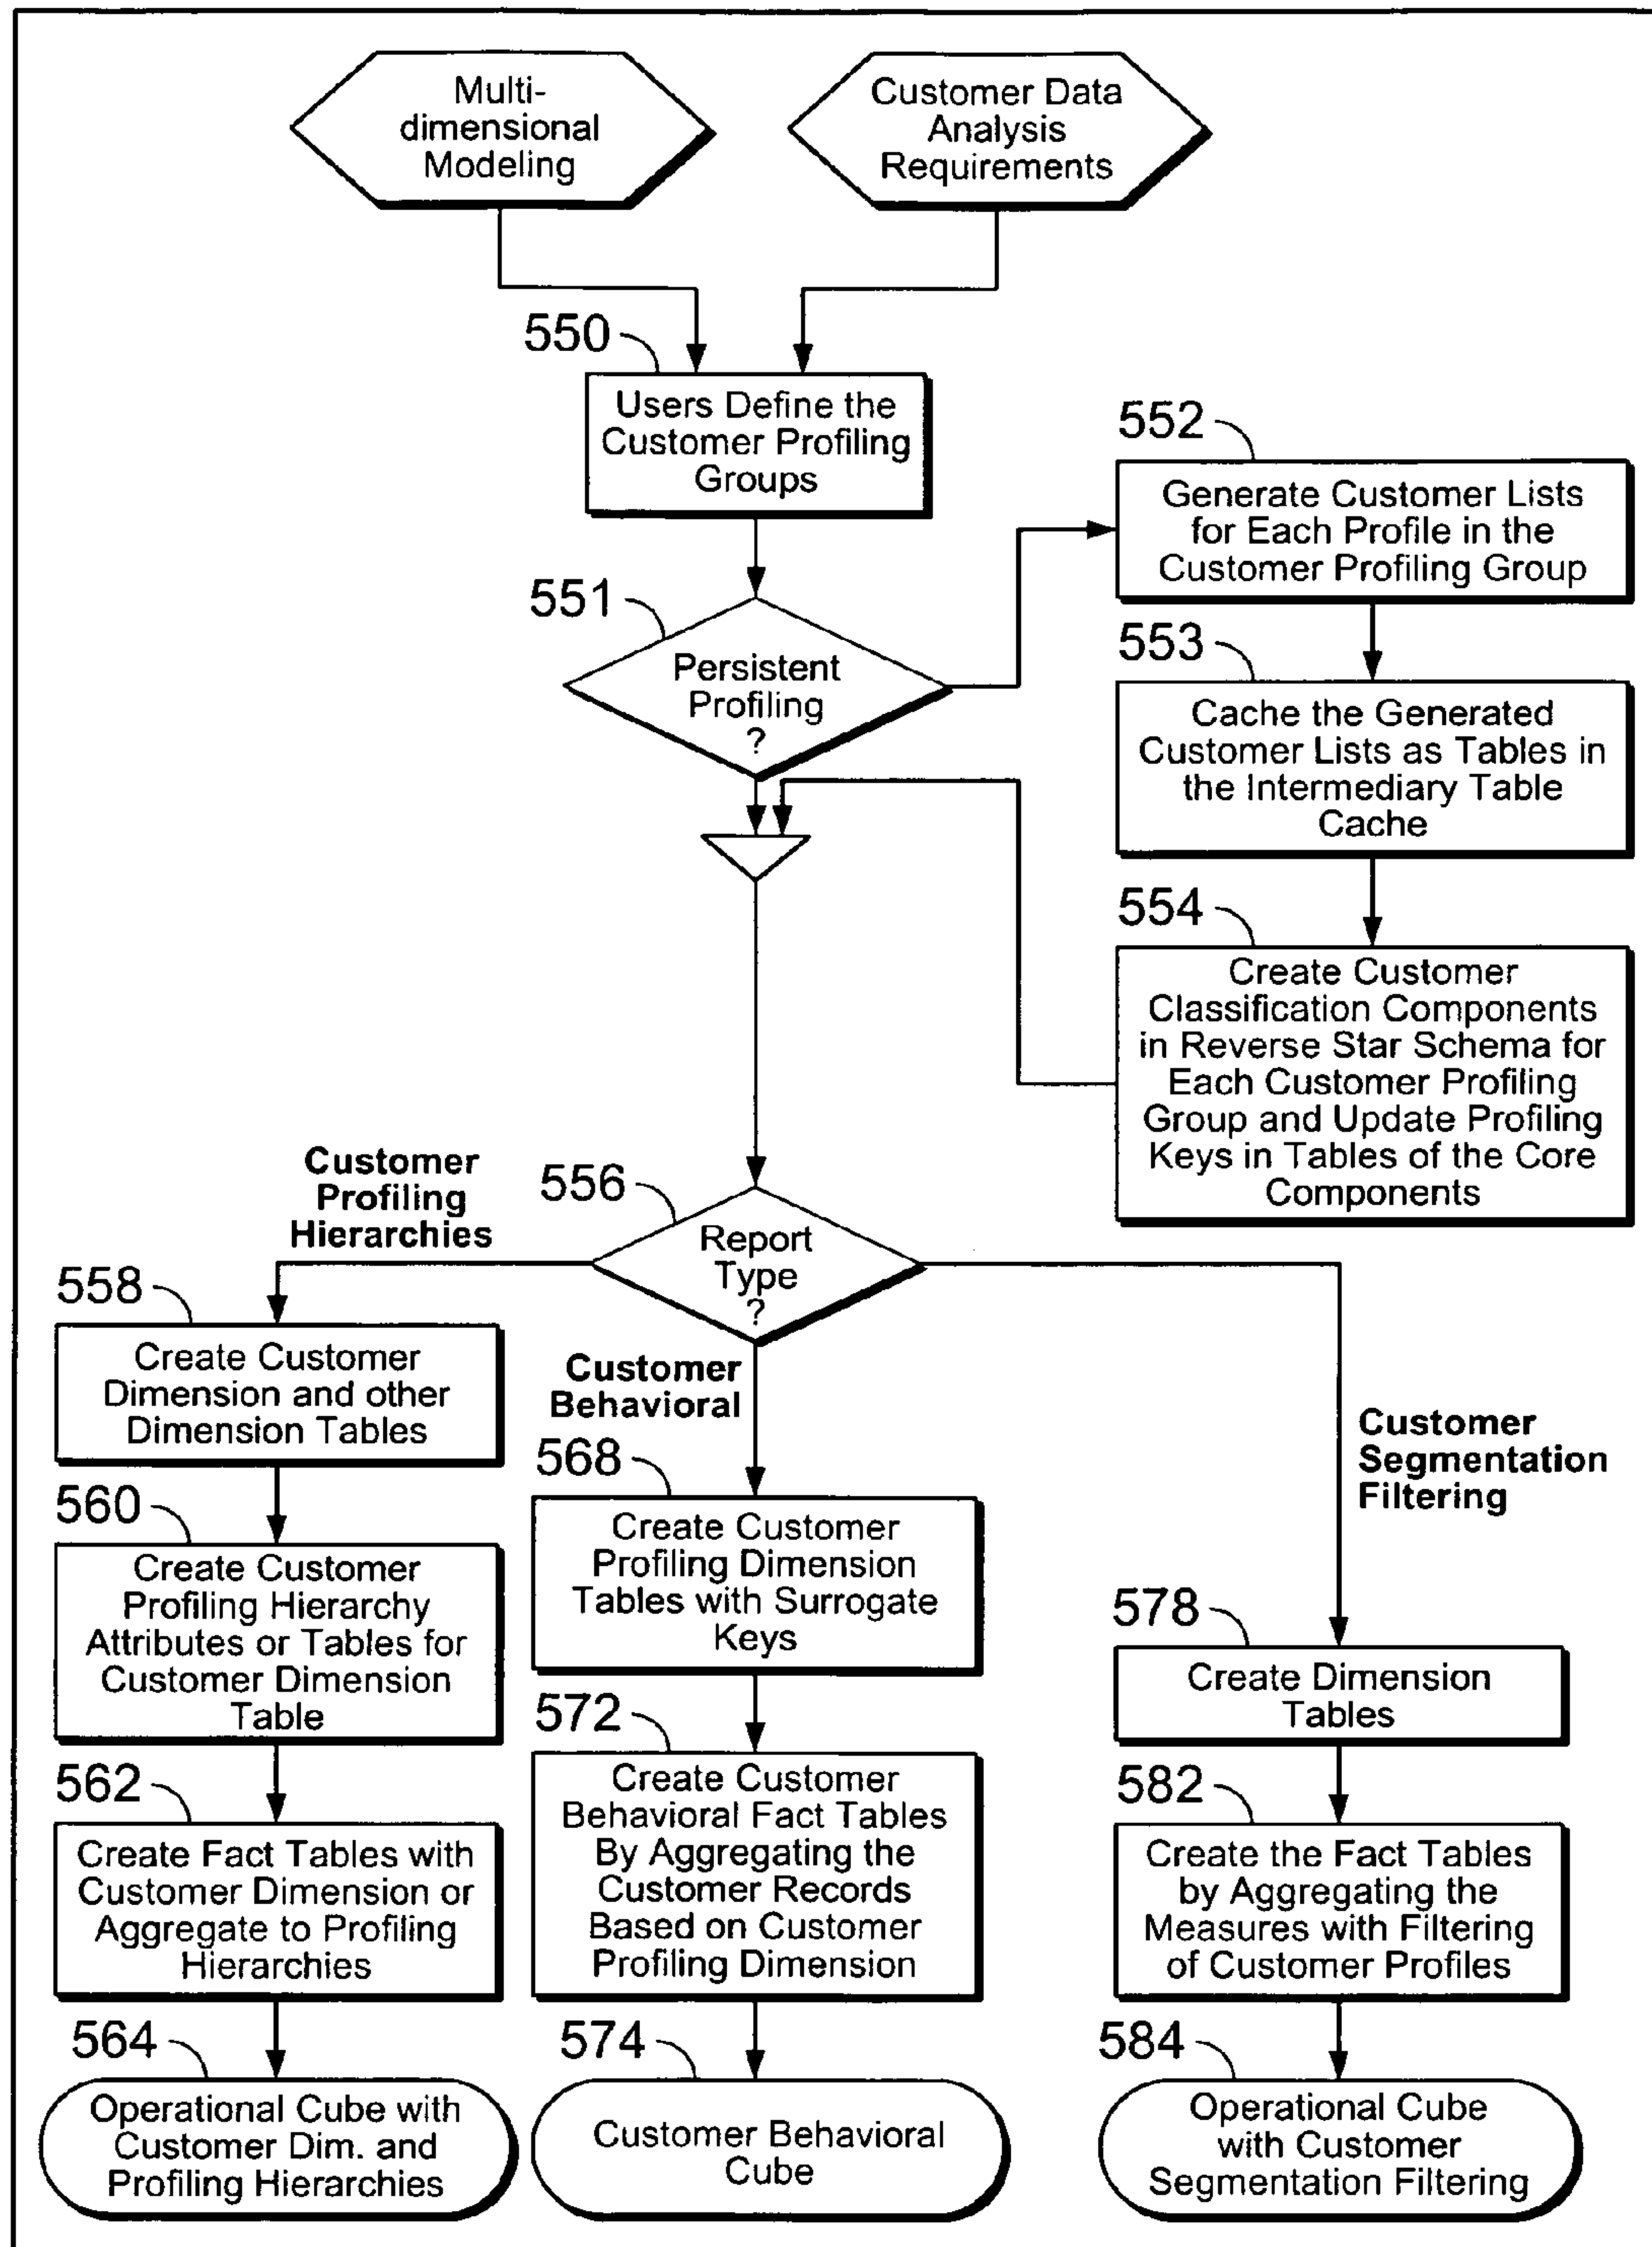 Multi-
dimensional
Modeling
Customer Data
Analysis
Requirements
550
Users Define the
Customer Profiling
Groups
551
Persistent
Profiling
?
552
Generate Customer Lists
for Each Profile in the
Customer Profiling Group
553
Cache the Generated
Customer Lists as Tables in
the Intermediary Table
Cache
554
Create Customer
Classification Components
in Reverse Star Schema for
Each Customer Profiling
Group and Update Profiling
Keys in Tables of the Core
Components
556
Report
Type
?
Customer
Profiling
Hierarchies
558
Create Customer
Dimension and other
Dimension Tables
560
Create Customer
Profiling Hierarchy
Attributes or Tables for
Customer Dimension
Table
562
Create Fact Tables with
Customer Dimension or
Aggregate to Profiling
Hierarchies
564
Operational Cube with
Customer Dim. and
Profiling Hierarchies
Customer
Behavioral
568
Create Customer
Profiling Dimension
Tables with Surrogate
Keys
572
Create Customer
Behavioral Fact Tables
By Aggregating the
Customer Records
Based on Customer
Profiling Dimension
574
Customer Behavioral
Cube
Customer
Segmentation
Filtering
578
Create Dimension
Tables
582
Create the Fact Tables
by Aggregating the
Measures with Filtering
of Customer Profiles
584
Operational Cube
with Customer
Segmentation Filtering